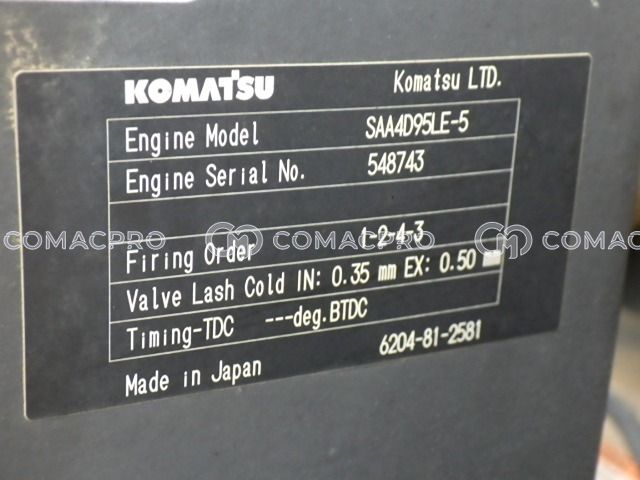 KOMATSU Komatsu LTD.
Engine Model SAA4D95LE-5
Engine Serial No. 548743
COMACPRO COMACPRO COMACPRO
Firing Order 1-2-4-3
Valve Lash Cold IN: 0.35 mm EX: 0.50 mm
Timing-TDC ---deg.BTDC
Made in Japan 6204-81-2581